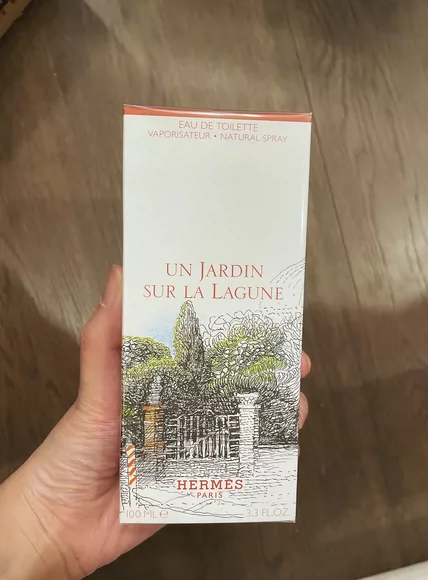 EAU DE TOILETTE
VAPORISATEUR • NATURAL SPRAY
UN JARDIN
SUR LA LAGUNE
HERMÈS
PARIS
100 ML ℮ 3.3 FL.OZ.